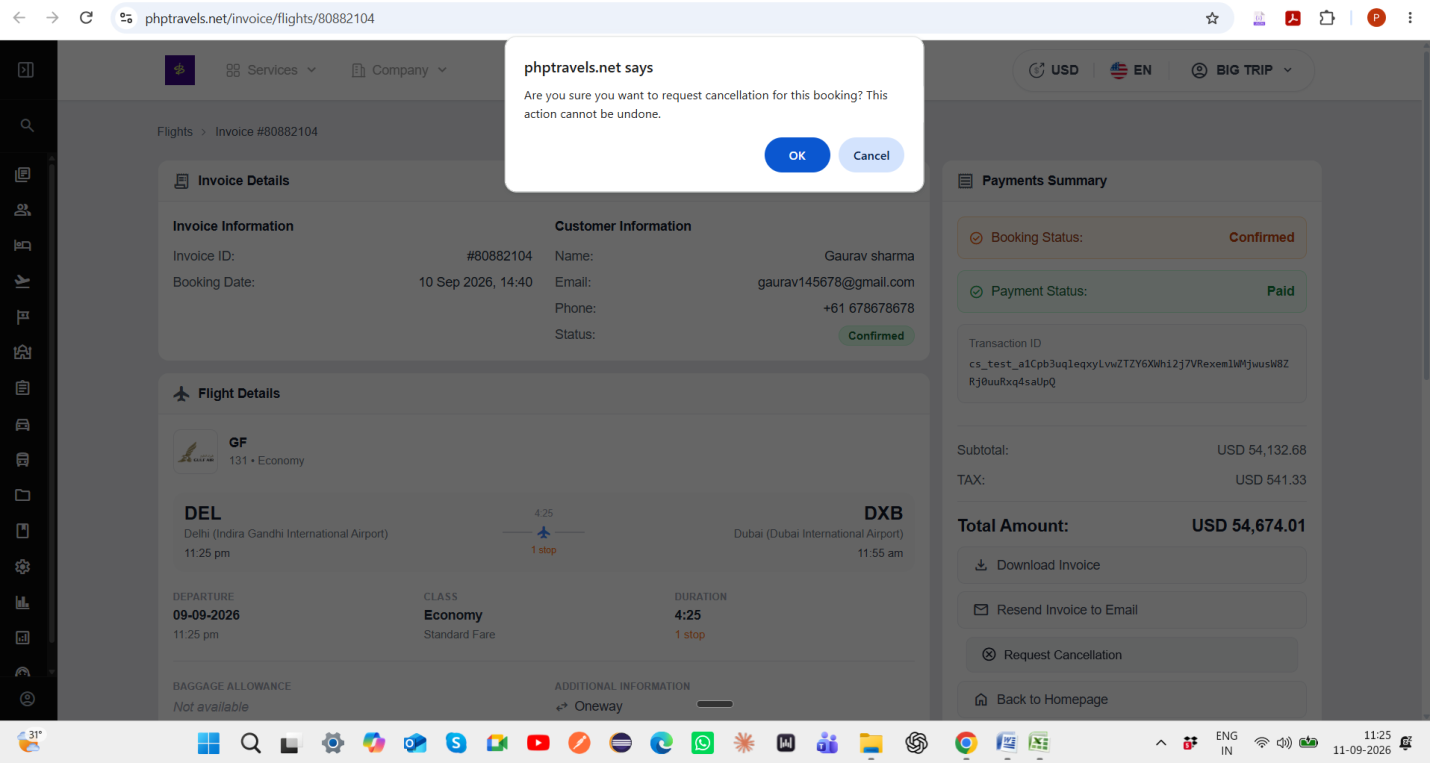 phptravels.net/invoice/flights/80882104
P
phptravels.net says
Are you sure you want to request cancellation for this booking? This
action cannot be undone.
OK
Cancel
Services
Company
USD
EN
BIG TRIP
Flights › Invoice #80882104
Invoice Details
Invoice Information
Invoice ID: #80882104
Booking Date: 10 Sep 2026, 14:40
Customer Information
Name: Gaurav sharma
Email: gaurav145678@gmail.com
Phone: +61 678678678
Status: Confirmed
Flight Details
GF
131 • Economy
DEL
Delhi (Indira Gandhi International Airport)
11:25 pm
4.25
1 stop
DXB
Dubai (Dubai International Airport)
11:55 am
DEPARTURE
09-09-2026
11:25 pm
CLASS
Economy
Standard Fare
DURATION
4:25
1 stop
BAGGAGE ALLOWANCE
Not available
ADDITIONAL INFORMATION
Oneway
Payments Summary
Booking Status: Confirmed
Payment Status: Paid
Transaction ID
cs_test_a1Cpb3uqleqxyLvwZTZY6XWhi2j7VRexemlWMjwusW8Z
Rj0uuRxq4saUpQ
Subtotal: USD 54,132.68
TAX: USD 541.33
Total Amount: USD 54,674.01
Download Invoice
Resend Invoice to Email
Request Cancellation
Back to Homepage
31°
ENG
IN
11:25
11-09-2026